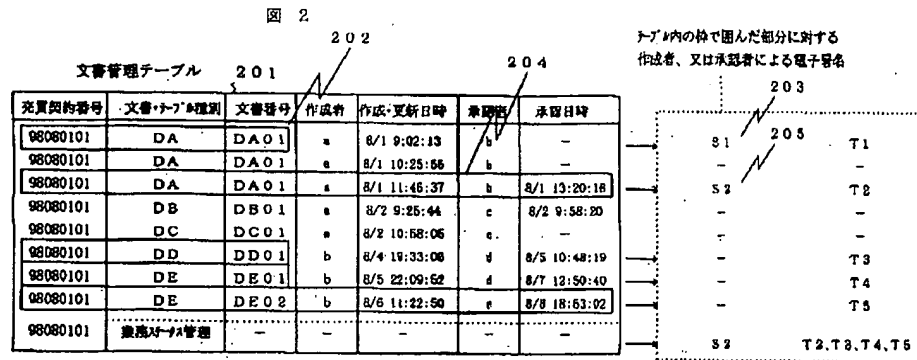 図 2
202
テーブル内の枠で囲んだ部分に対する
作成者、又は承認者による電子署名
文書管理テーブル 201
204
203
売買契約番号 文書・テーブル種別 文書番号 作成者 作成・更新日時 承認者 承認日時
98080101 DA DA01 a 8/1 9:02:13 b － S1 T1
205
98080101 DA DA01 a 8/1 10:25:55 b － － －
98080101 DA DA01 a 8/1 11:46:37 b 8/1 13:20:18 S2 T2
98080101 DB DB01 8/2 9:25:44 c 8/2 9:58:20 － －
98080101 DC DC01 8/2 10:58:06 c － － －
98080101 DD DD01 b 8/4 19:33:06 d 8/5 10:48:19 － T3
98080101 DE DE01 b 8/5 22:09:52 d 8/7 12:50:40 － T4
98080101 DE DE02 b 8/6 11:22:50 8/8 18:53:02 － T5
98080101 業務ステータス管理 － － － － － S2 T2,T3,T4,T5